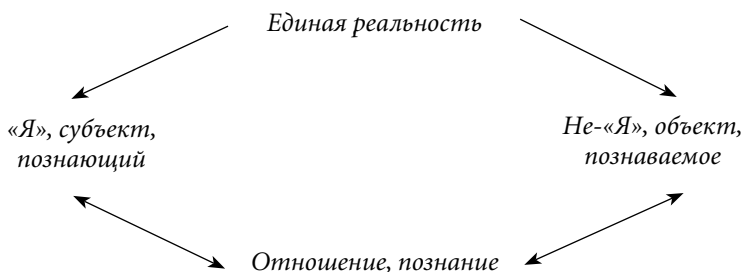 Единая реальность
«Я», субъект,
познающий
Не-«Я», объект,
познаваемое
Отношение, познание